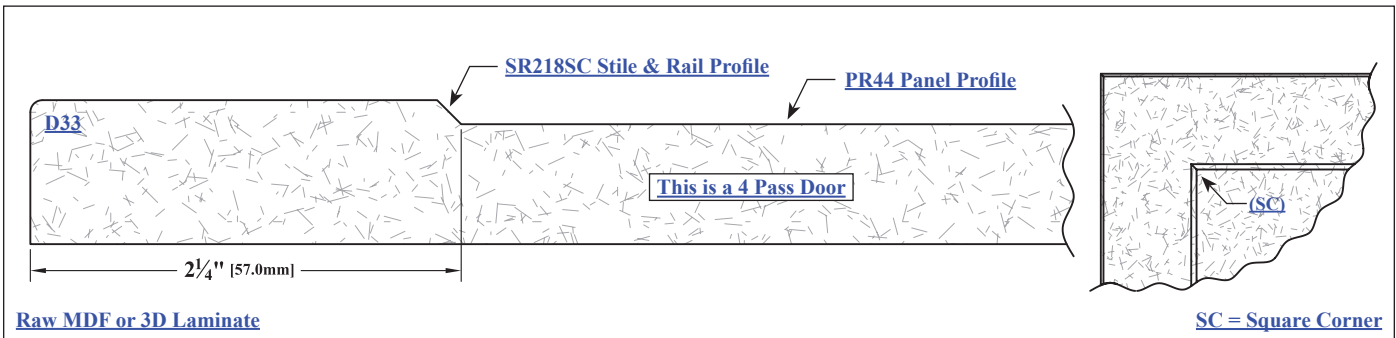 SR218SC Stile & Rail Profile
PR44 Panel Profile
D33
This is a 4 Pass Door
(SC)
2¼" [57.0mm]
Raw MDF or 3D Laminate
SC = Square Corner